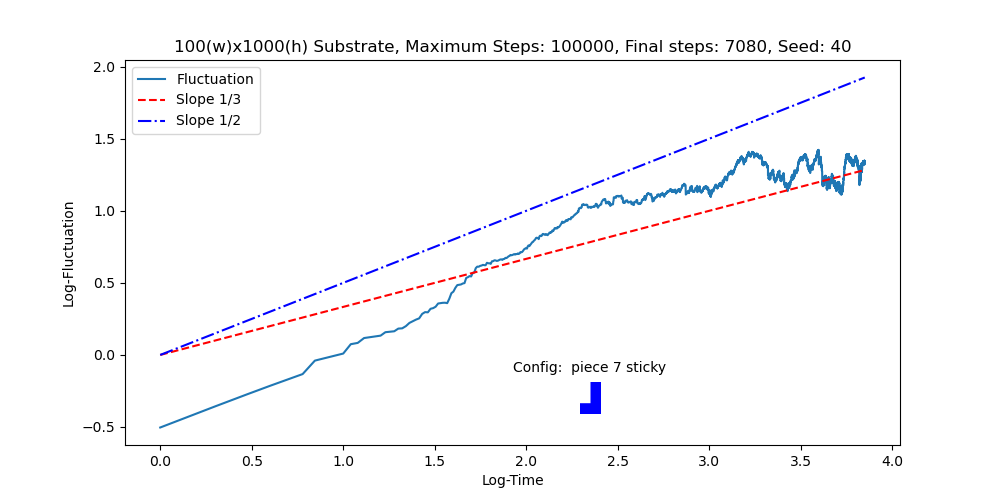 100(w)x1000(h) Substrate, Maximum Steps: 100000, Final steps: 7080, Seed: 40
2.0
1.5
1.0
0.5
0.0
−0.5
Log-Fluctuation
Fluctuation
Slope 1/3
Slope 1/2
Config:  piece 7 sticky
0.0 0.5 1.0 1.5 2.0 2.5 3.0 3.5 4.0
Log-Time